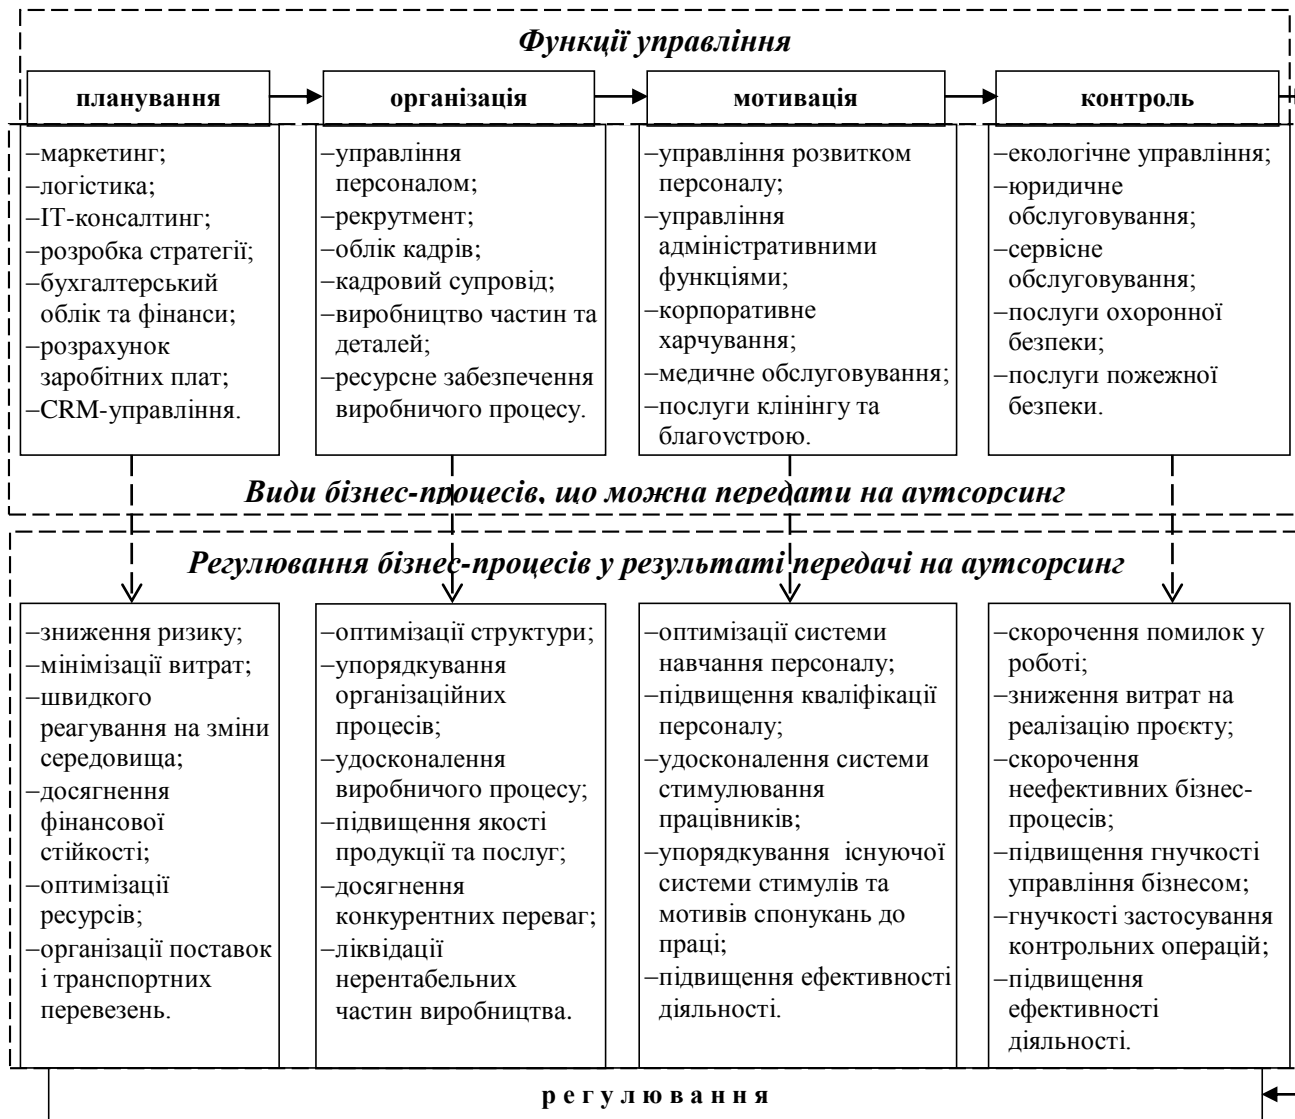 Функції управління
планування
організація
мотивація
контроль
–маркетинг;
–логістика;
–ІТ-консалтинг;
–розробка стратегії;
–бухгалтерський
облік та фінанси;
–розрахунок
заробітних плат;
–CRM-управління.
–управління
персоналом;
–рекрутмент;
–облік кадрів;
–кадровий супровід;
–виробництво частин та
деталей;
–ресурсне забезпечення
виробничого процесу.
–управління розвитком
персоналу;
–управління
адміністративними
функціями;
–корпоративне
харчування;
–медичне обслуговування;
–послуги клінінгу та
благоустрою.
–екологічне управління;
–юридичне
обслуговування;
–сервісне
обслуговування;
–послуги охоронної
безпеки;
–послуги пожежної
безпеки.
Види бізнес-процесів, що можна передати на аутсорсинг
Регулювання бізнес-процесів у результаті передачі на аутсорсинг
–зниження ризику;
–мінімізації витрат;
–швидкого
реагування на зміни
середовища;
–досягнення
фінансової
стійкості;
–оптимізації
ресурсів;
–організації поставок
і транспортних
перевезень.
–оптимізації структури;
–упорядкування
організаційних
процесів;
–удосконалення
виробничого процесу;
–підвищення якості
продукції та послуг;
–досягнення
конкурентних переваг;
–ліквідації
нерентабельних
частин виробництва.
–оптимізації системи
навчання персоналу;
–підвищення кваліфікації
персоналу;
–удосконалення системи
стимулювання
працівників;
–упорядкування існуючої
системи стимулів та
мотивів спонукань до
праці;
–підвищення ефективності
діяльності.
–скорочення помилок у
роботі;
–зниження витрат на
реалізацію проєкту;
–скорочення
неефективних бізнес-
процесів;
–підвищення гнучкості
управління бізнесом;
–гнучкості застосування
контрольних операцій;
–підвищення
ефективності
діяльності.
р е г у л ю в а н н я